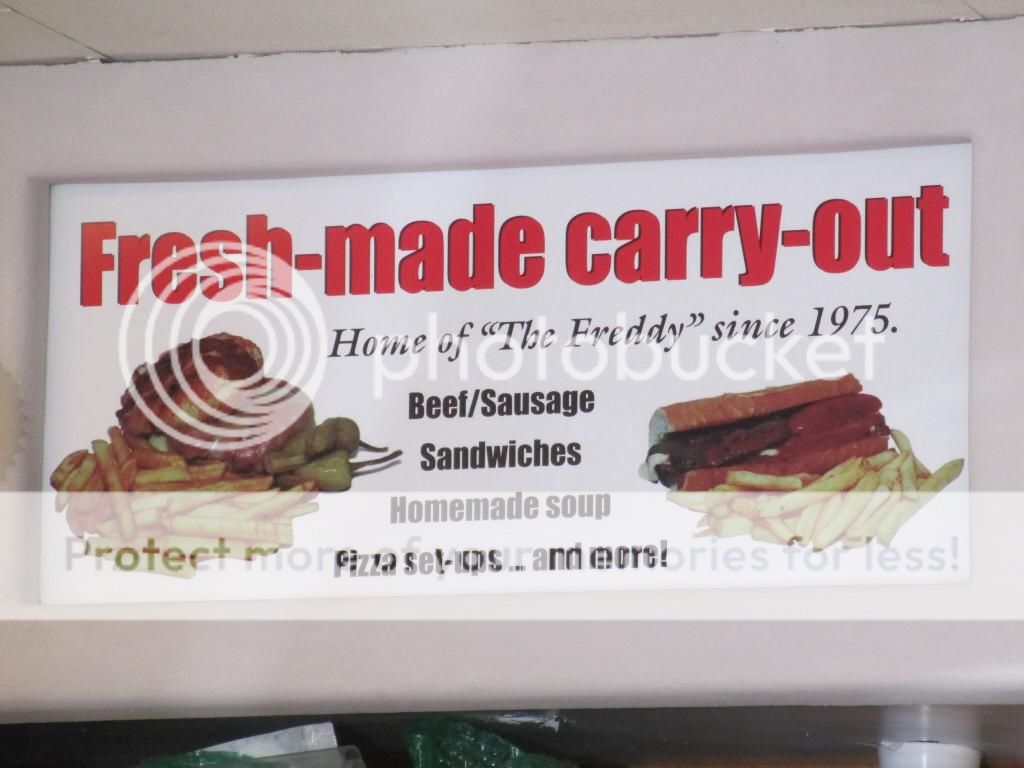 Fresh-made carry-out
Home of "The Freddy" since 1975.
photobucket
Beef/Sausage
Sandwiches
Homemade soup
Pizza set-ups ... and more!
Protect more of your memories for less!